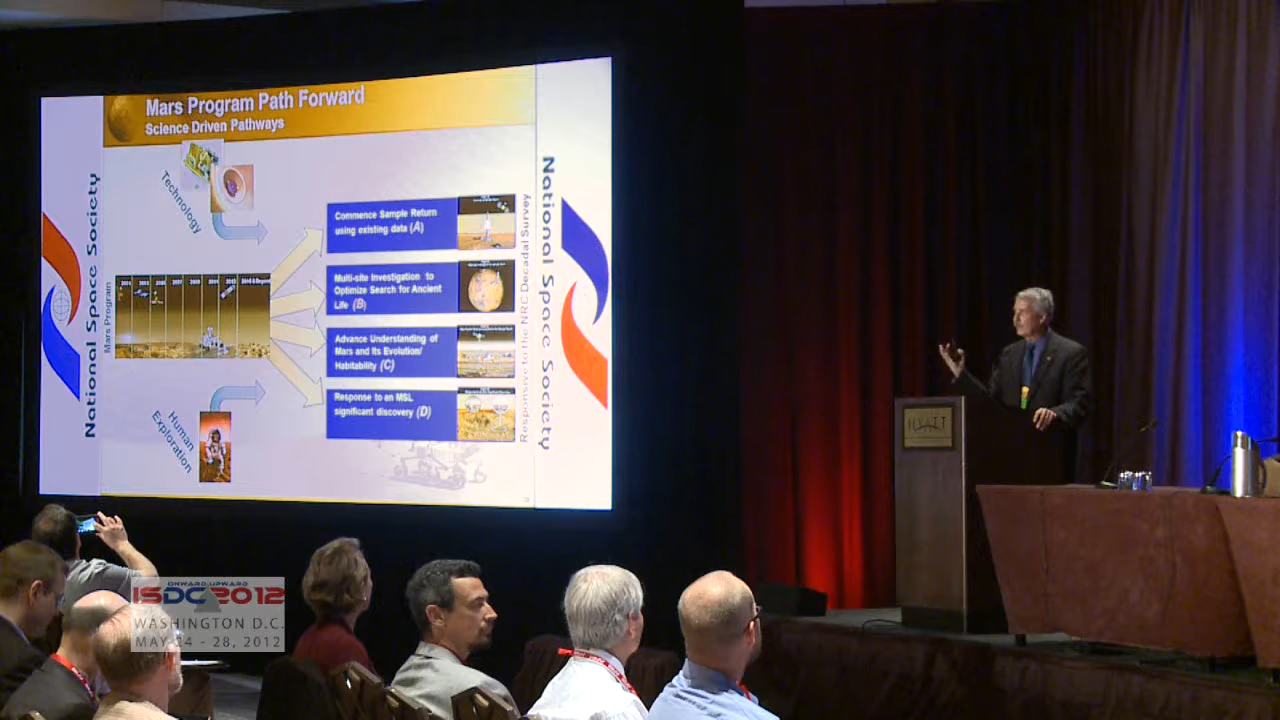 Mars Program Path Forward
Science Driven Pathways
National Space Society
Technology
Commence Sample Return
using existing data (A)
Multi-site Investigation to
Optimize Search for Ancient
Life (B)
Mars Program
Advance Understanding of
Mars and Its Evolution/
Habitability (C)
Response to an MSL
significant discovery (D)
Human
Exploration
Responsive to the NRC Decadal Survey
National Space Society
HYATT
ONWARD.UPWARD
ISDC 2012
WASHINGTON D.C.
MAY 24 - 28, 2012